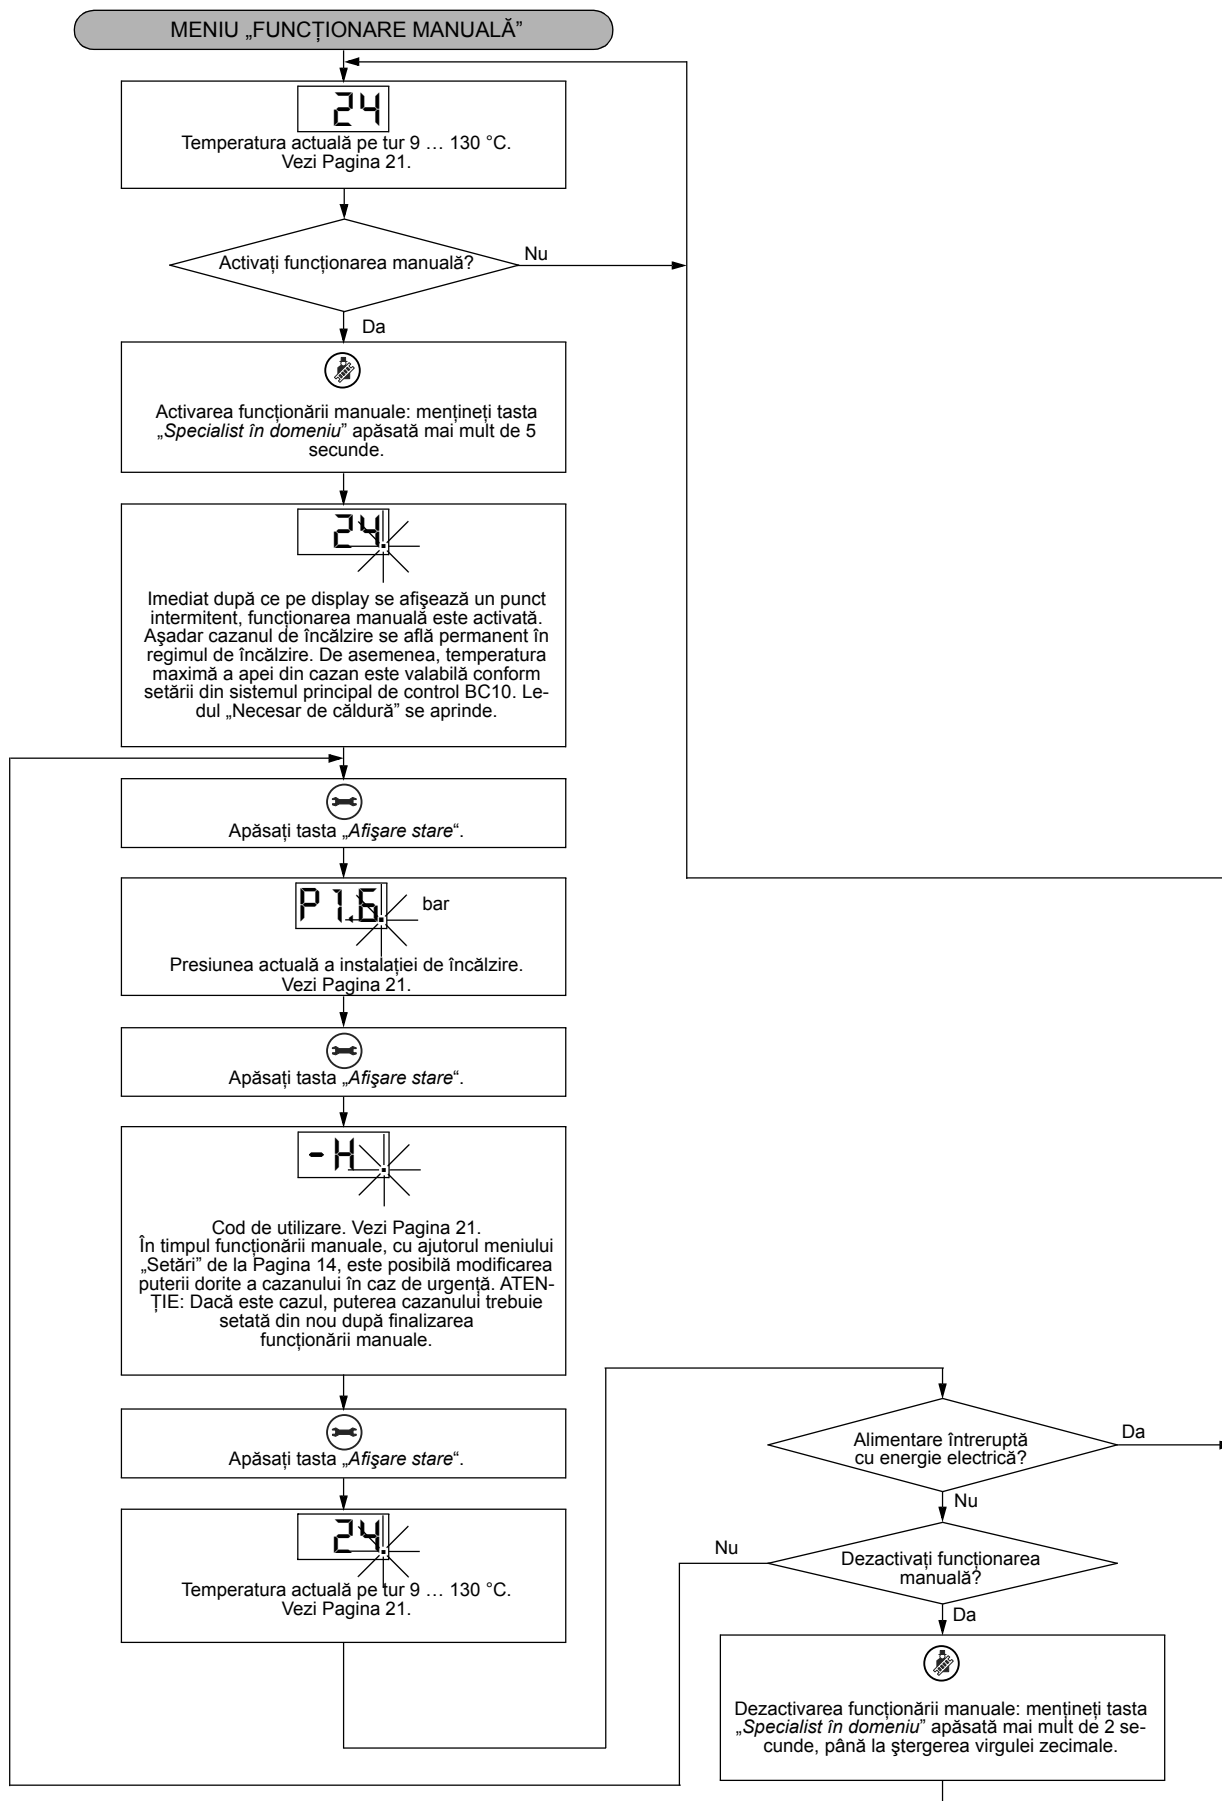 MENIU „FUNCȚIONARE MANUALĂ”
24
Temperatura actuală pe tur 9 … 130 °C.
Vezi Pagina 21.
Activați funcționarea manuală?
Nu
Da
Activarea funcționării manuale: mențineți tasta
„Specialist în domeniu” apăsată mai mult de 5
secunde.
24.
Imediat după ce pe display se afişează un punct
intermitent, funcționarea manuală este activată.
Aşadar cazanul de încălzire se află permanent în
regimul de încălzire. De asemenea, temperatura
maximă a apei din cazan este valabilă conform
setării din sistemul principal de control BC10. Le-
dul „Necesar de căldură” se aprinde.
Apăsați tasta „Afişare stare“.
P1.6.
bar
Presiunea actuală a instalației de încălzire.
Vezi Pagina 21.
Apăsați tasta „Afişare stare“.
-H.
Cod de utilizare. Vezi Pagina 21.
În timpul funcționării manuale, cu ajutorul meniului
„Setări” de la Pagina 14, este posibilă modificarea
puterii dorite a cazanului în caz de urgență. ATEN-
ȚIE: Dacă este cazul, puterea cazanului trebuie
setată din nou după finalizarea
funcționării manuale.
Apăsați tasta „Afişare stare“.
24.
Temperatura actuală pe tur 9 … 130 °C.
Vezi Pagina 21.
Alimentare întreruptă
cu energie electrică?
Da
Nu
Dezactivați funcționarea
manuală?
Nu
Da
Dezactivarea funcționării manuale: mențineți tasta
„Specialist în domeniu” apăsată mai mult de 2 se-
cunde, până la ştergerea virgulei zecimale.